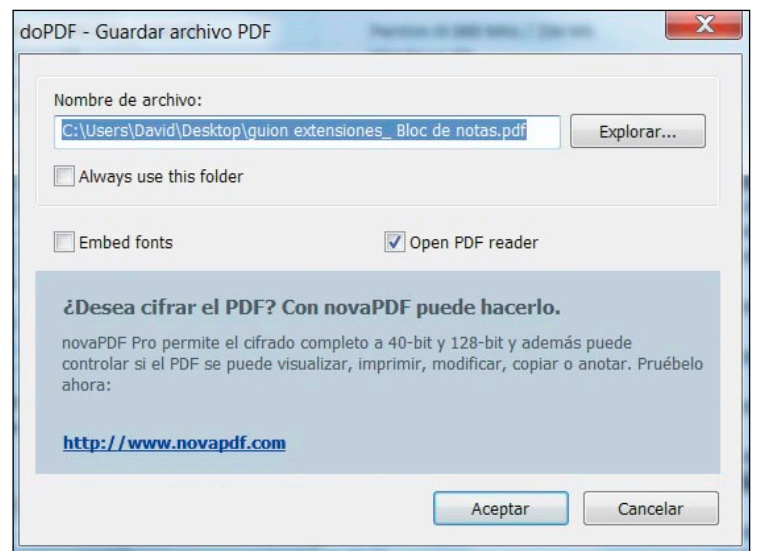 doPDF - Guardar archivo PDF
Nombre de archivo:
C:\Users\David\Desktop\guion extensiones_ Bloc de notas.pdf
Explorar...
Always use this folder
Embed fonts
Open PDF reader
¿Desea cifrar el PDF? Con novaPDF puede hacerlo.
novaPDF Pro permite el cifrado completo a 40-bit y 128-bit y además puede
controlar si el PDF se puede visualizar, imprimir, modificar, copiar o anotar. Pruébelo
ahora:
http://www.novapdf.com
Aceptar
Cancelar